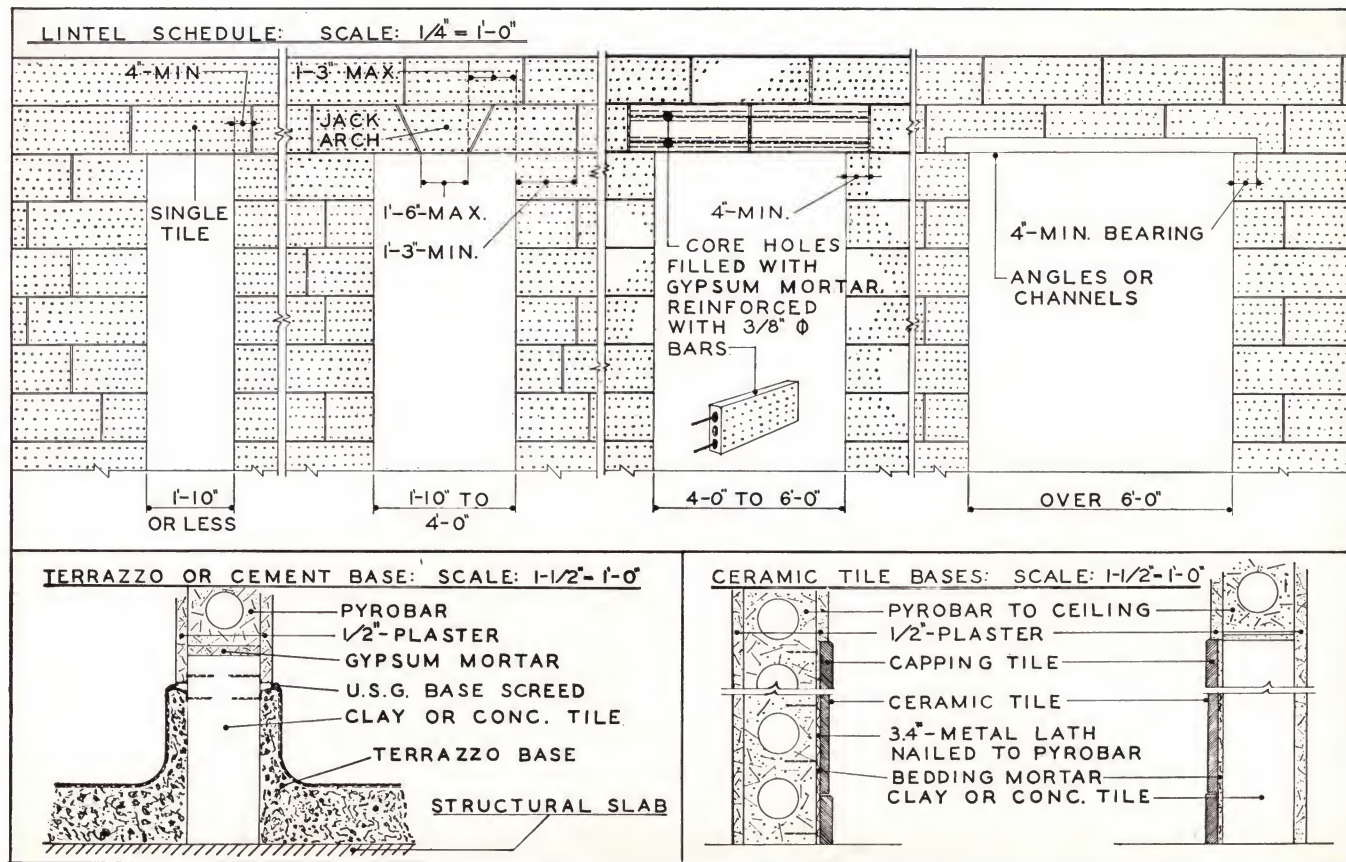 LINTEL SCHEDULE: SCALE: 1/4" = 1'-0"
4"-MIN
1'-3" MAX.
JACK
ARCH
SINGLE
TILE
1'-6"-MAX.
1'-3"-MIN.
4"-MIN.
CORE HOLES
FILLED WITH
GYPSUM MORTAR,
REINFORCED
WITH 3/8" Φ
BARS
4"-MIN. BEARING
ANGLES OR
CHANNELS
1'-10"
OR LESS
1'-10" TO
4'-0"
4'-0" TO 6'-0"
OVER 6'-0"
TERRAZZO OR CEMENT BASE: SCALE: 1-1/2"- 1'-0"
PYROBAR
1/2"-PLASTER
GYPSUM MORTAR
U.S.G. BASE SCREED
CLAY OR CONC. TILE
TERRAZZO BASE
STRUCTURAL SLAB
CERAMIC TILE BASES: SCALE: 1-1/2"-1'-0"
PYROBAR TO CEILING
1/2"-PLASTER
CAPPING TILE
CERAMIC TILE
3.4"-METAL LATH
NAILED TO PYROBAR
BEDDING MORTAR
CLAY OR CONC. TILE